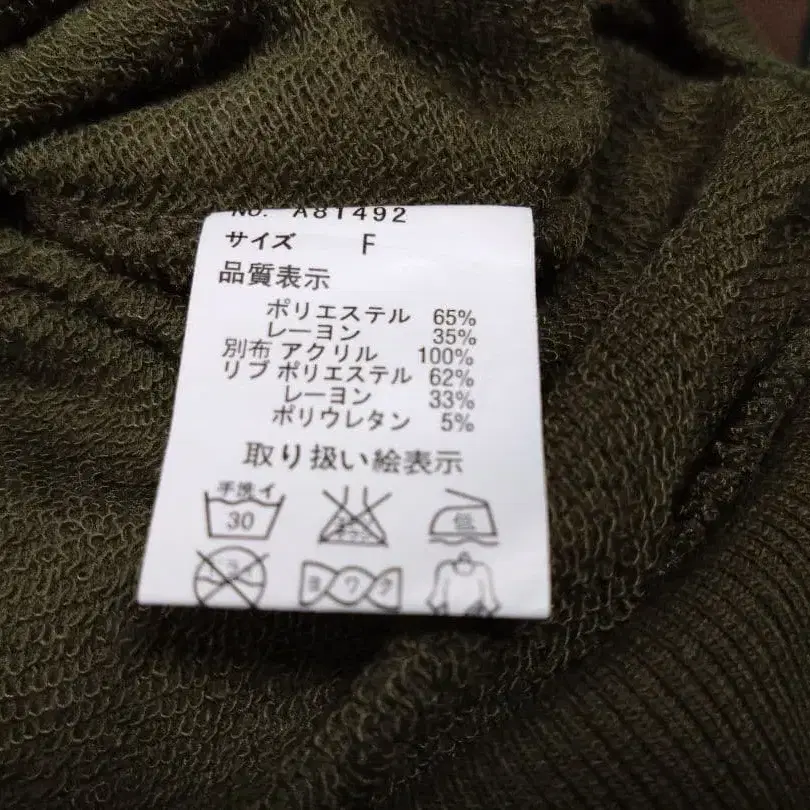 No. A81492
サイズ F
品質表示
ポリエステル 65%
レーヨン 35%
別布 アクリル 100%
リブ ポリエステル 62%
レーヨン 33%
ポリウレタン 5%
取り扱い絵表示
手洗イ
30
低
ヨワク